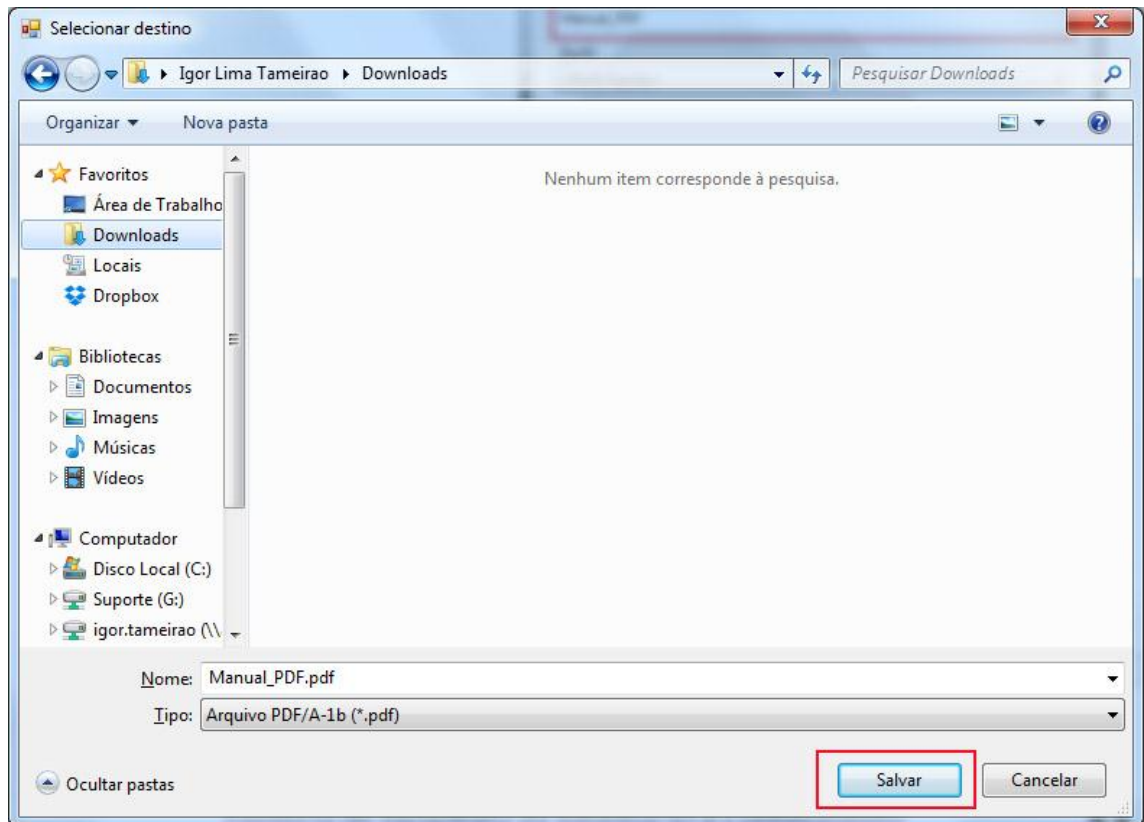 Selecionar destino
Igor Lima Tameirao Downloads
Pesquisar Downloads
Organizar
Nova pasta
Favoritos
Área de Trabalho
Downloads
Locais
Dropbox
Bibliotecas
Documentos
Imagens
Músicas
Vídeos
Computador
Disco Local (C:)
Suporte (G:)
igor.tameirao (\\
Nenhum item corresponde à pesquisa.
Nome: Manual_PDF.pdf
Tipo: Arquivo PDF/A-1b (*.pdf)
Ocultar pastas
Salvar
Cancelar